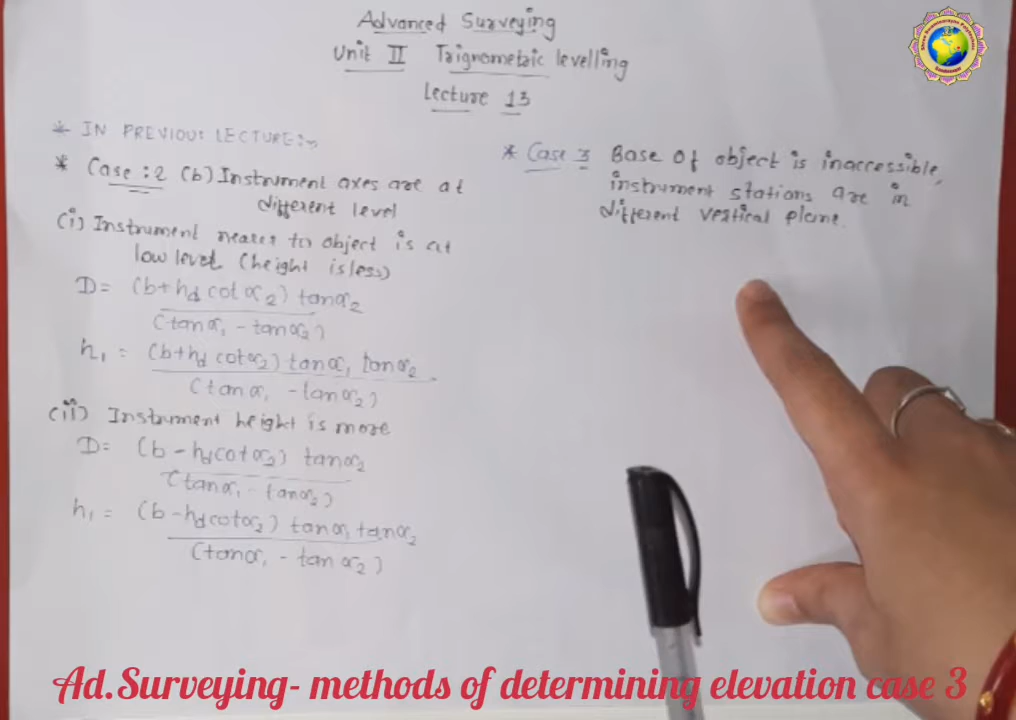 Advanced Surveying
Unit II Trignometric levelling
Lecture 13
* IN PREVIOUS LECTURE:-
* Case :2 (b) Instrument axes are at
different level
(i) Instrument nearer to object is at
low level (height is less)
D = (b + hd cot α2) tan α2
(tan α1 - tan α2)
h1 = (b + hd cot α2) tan α1 tan α2
(tan α1 - tan α2)
(ii) Instrument height is more
D = (b - hd cot α2) tan α2
(tan α1 - tan α2)
h1 = (b - hd cot α2) tan α1 tan α2
(tan α1 - tan α2)
* Case 3 Base of object is inaccessible,
instrument stations are in
different vertical plane.
Ad.Surveying- methods of determining elevation case 3